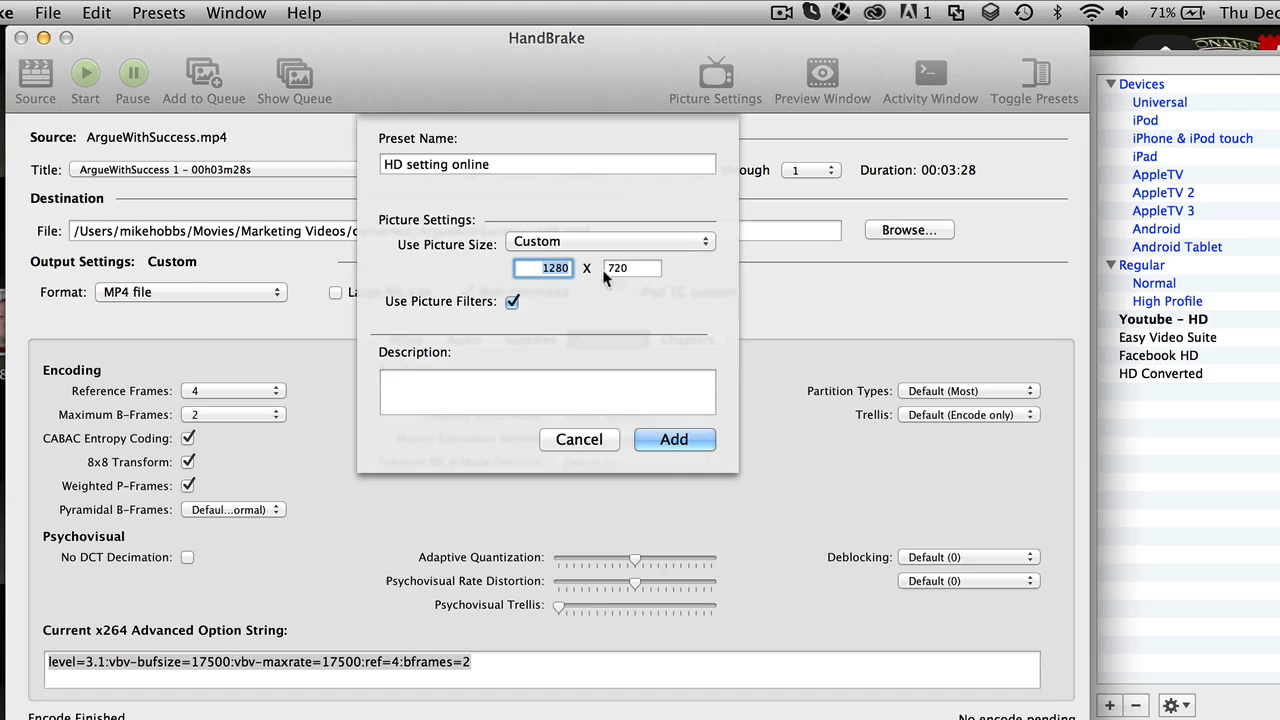 ke File Edit Presets Window Help 1 71% Thu Dec
HandBrake
Source Start Pause Add to Queue Show Queue Picture Settings Preview Window Activity Window Toggle Presets
Source: ArgueWithSuccess.mp4
Title: ArgueWithSuccess 1 - 00h03m28s ough 1 Duration: 00:03:28
Destination
File: /Users/mikehobbs/Movies/Marketing Videos/c Browse...
Output Settings: Custom
Format: MP4 file La
Preset Name:
HD setting online
Picture Settings:
Use Picture Size: Custom
1280 X 720
Use Picture Filters:
Description:
Cancel Add
Encoding
Reference Frames: 4
Maximum B-Frames: 2
CABAC Entropy Coding:
8x8 Transform:
Weighted P-Frames:
Pyramidal B-Frames: Defaul...ormal)
Partition Types: Default (Most)
Trellis: Default (Encode only)
Psychovisual
No DCT Decimation:
Adaptive Quantization:
Psychovisual Rate Distortion:
Psychovisual Trellis:
Deblocking: Default (0)
Default (0)
Current x264 Advanced Option String:
level=3.1:vbv-bufsize=17500:vbv-maxrate=17500:ref=4:bframes=2
Encode Finished No encode pending
Devices
Universal
iPod
iPhone & iPod touch
iPad
AppleTV
AppleTV 2
AppleTV 3
Android
Android Tablet
Regular
Normal
High Profile
Youtube - HD
Easy Video Suite
Facebook HD
HD Converted